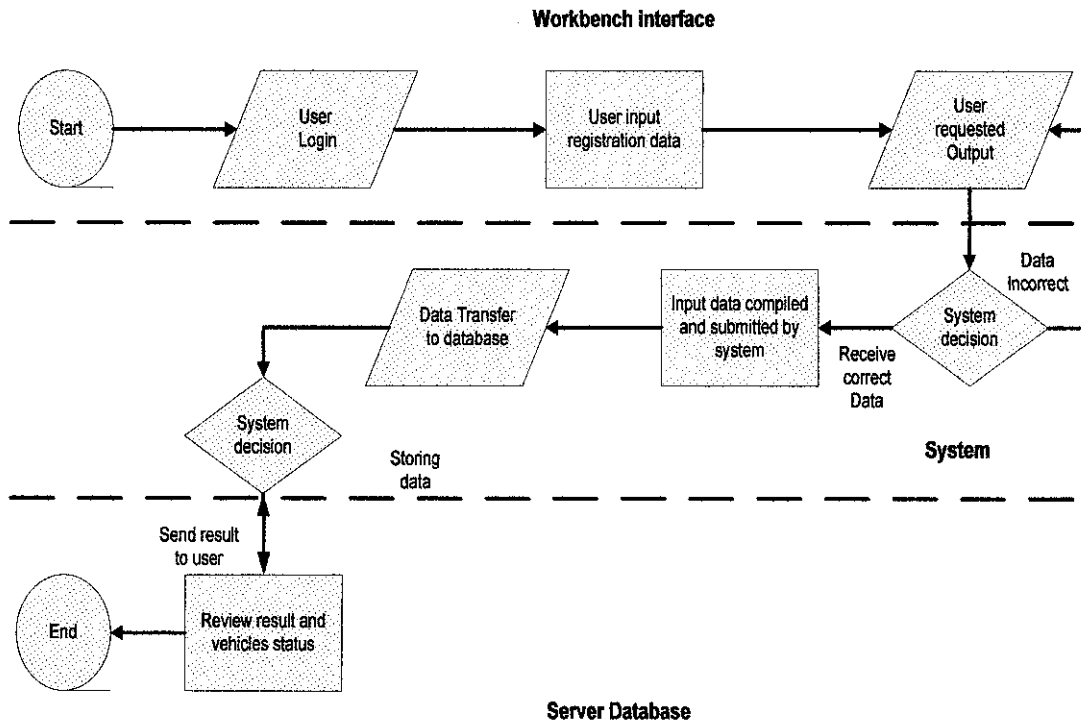 Workbench interface
Start
User
Login
User input
registration data
User
requested
Output
Data
Incorrect
System
decision
Receive
correct
Data
Input data compiled
and submitted by
system
Data Transfer
to database
System
decision
System
Storing
data
Send result
to user
Review result and
vehicles status
End
Server Database